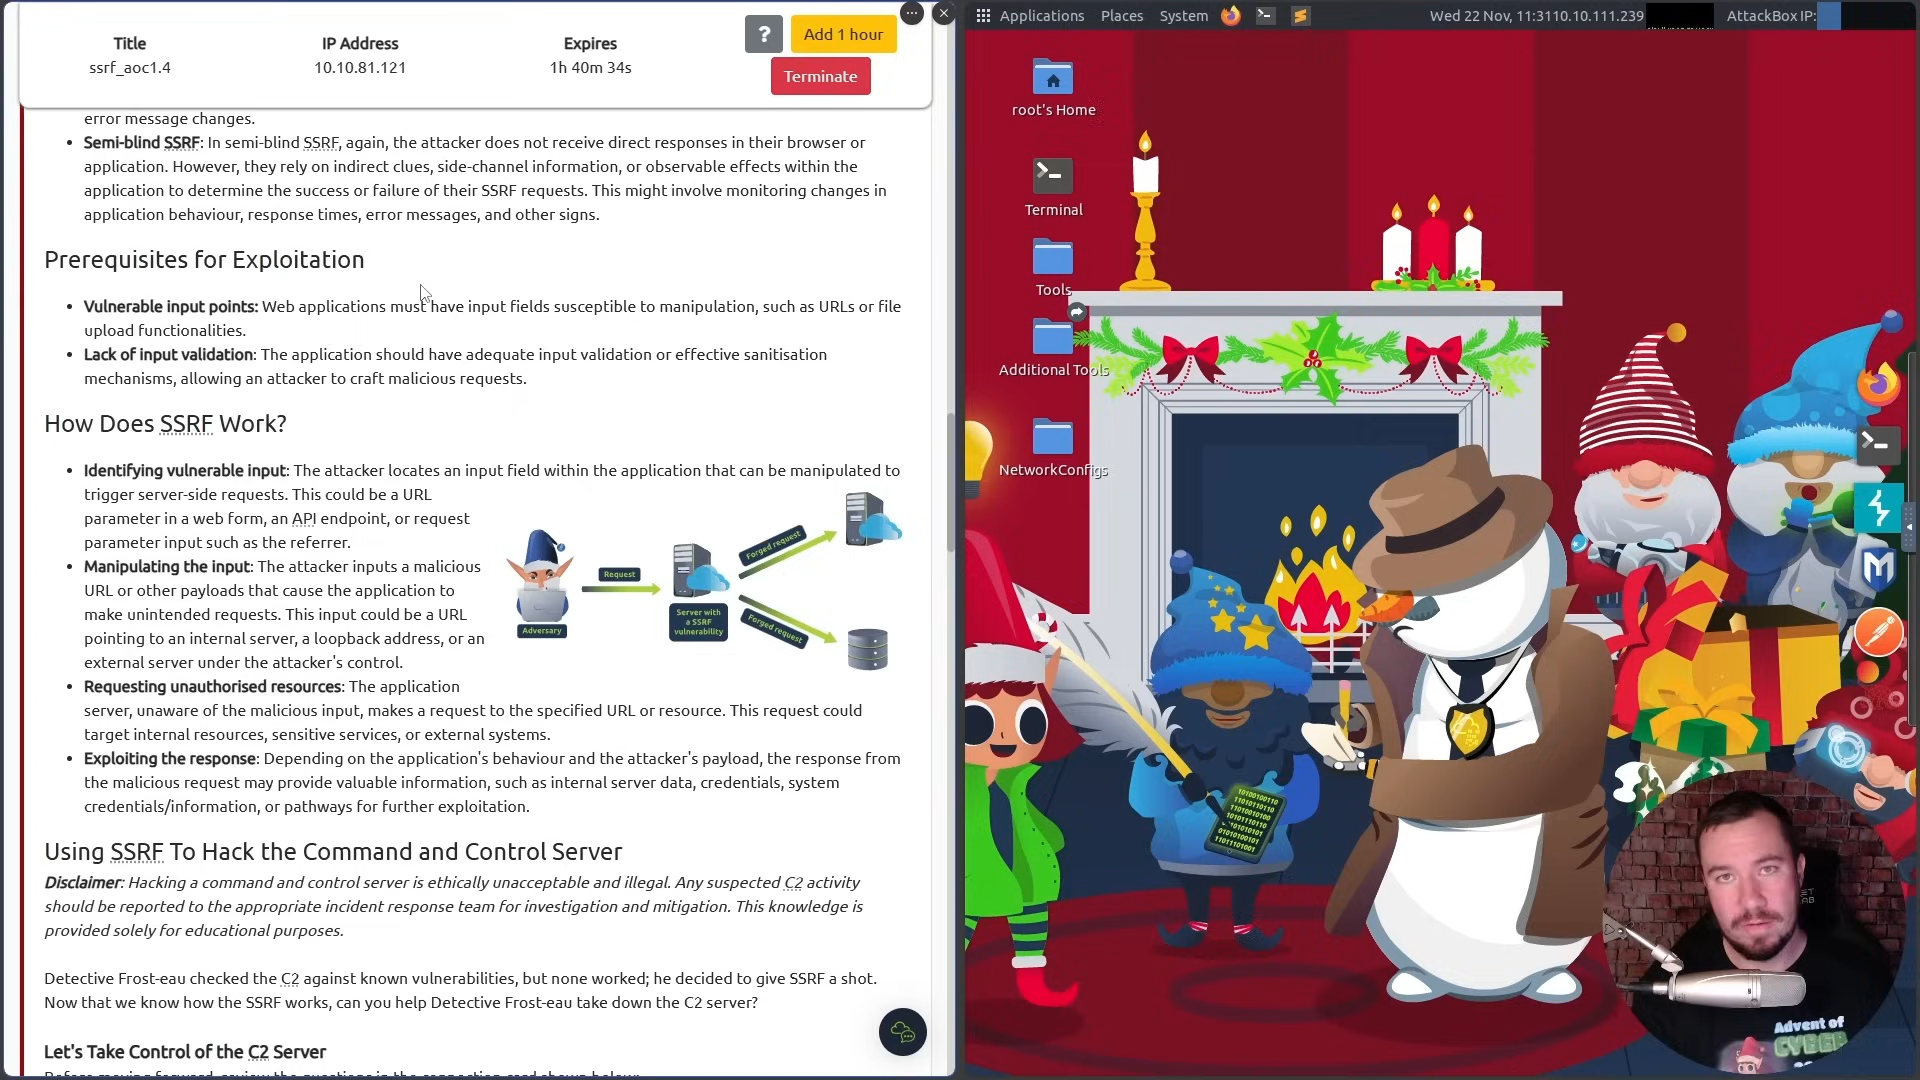 Title
IP Address
Expires
?
Add 1 hour
ssrf_aoc1.4
10.10.81.121
1h 40m 34s
Terminate
error message changes.
Semi-blind SSRF: In semi-blind SSRF, again, the attacker does not receive direct responses in their browser or
application. However, they rely on indirect clues, side-channel information, or observable effects within the
application to determine the success or failure of their SSRF requests. This might involve monitoring changes in
application behaviour, response times, error messages, and other signs.
Prerequisites for Exploitation
Vulnerable input points: Web applications must have input fields susceptible to manipulation, such as URLs or file
upload functionalities.
Lack of input validation: The application should have adequate input validation or effective sanitisation
mechanisms, allowing an attacker to craft malicious requests.
How Does SSRF Work?
Identifying vulnerable input: The attacker locates an input field within the application that can be manipulated to
trigger server-side requests. This could be a URL
parameter in a web form, an API endpoint, or request
parameter input such as the referrer.
Manipulating the input: The attacker inputs a malicious
URL or other payloads that cause the application to
make unintended requests. This input could be a URL
pointing to an internal server, a loopback address, or an
external server under the attacker's control.
Requesting unauthorised resources: The application
server, unaware of the malicious input, makes a request to the specified URL or resource. This request could
target internal resources, sensitive services, or external systems.
Exploiting the response: Depending on the application's behaviour and the attacker's payload, the response from
the malicious request may provide valuable information, such as internal server data, credentials, system
credentials/information, or pathways for further exploitation.
Adversary
Request
Server with
a SSRF
vulnerability
Forged request
Forged request
Using SSRF To Hack the Command and Control Server
Disclaimer: Hacking a command and control server is ethically unacceptable and illegal. Any suspected C2 activity
should be reported to the appropriate incident response team for investigation and mitigation. This knowledge is
provided solely for educational purposes.
Detective Frost-eau checked the C2 against known vulnerabilities, but none worked; he decided to give SSRF a shot.
Now that we know how the SSRF works, can you help Detective Frost-eau take down the C2 server?
Let's Take Control of the C2 Server
Before moving forward, review the questions in the connection card shown below:
Applications Places System
Wed 22 Nov, 11:31
10.10.111.239
AttackBox IP:
root's Home
Terminal
Tools
Additional Tools
NetworkConfigs
Advent of
CYBER